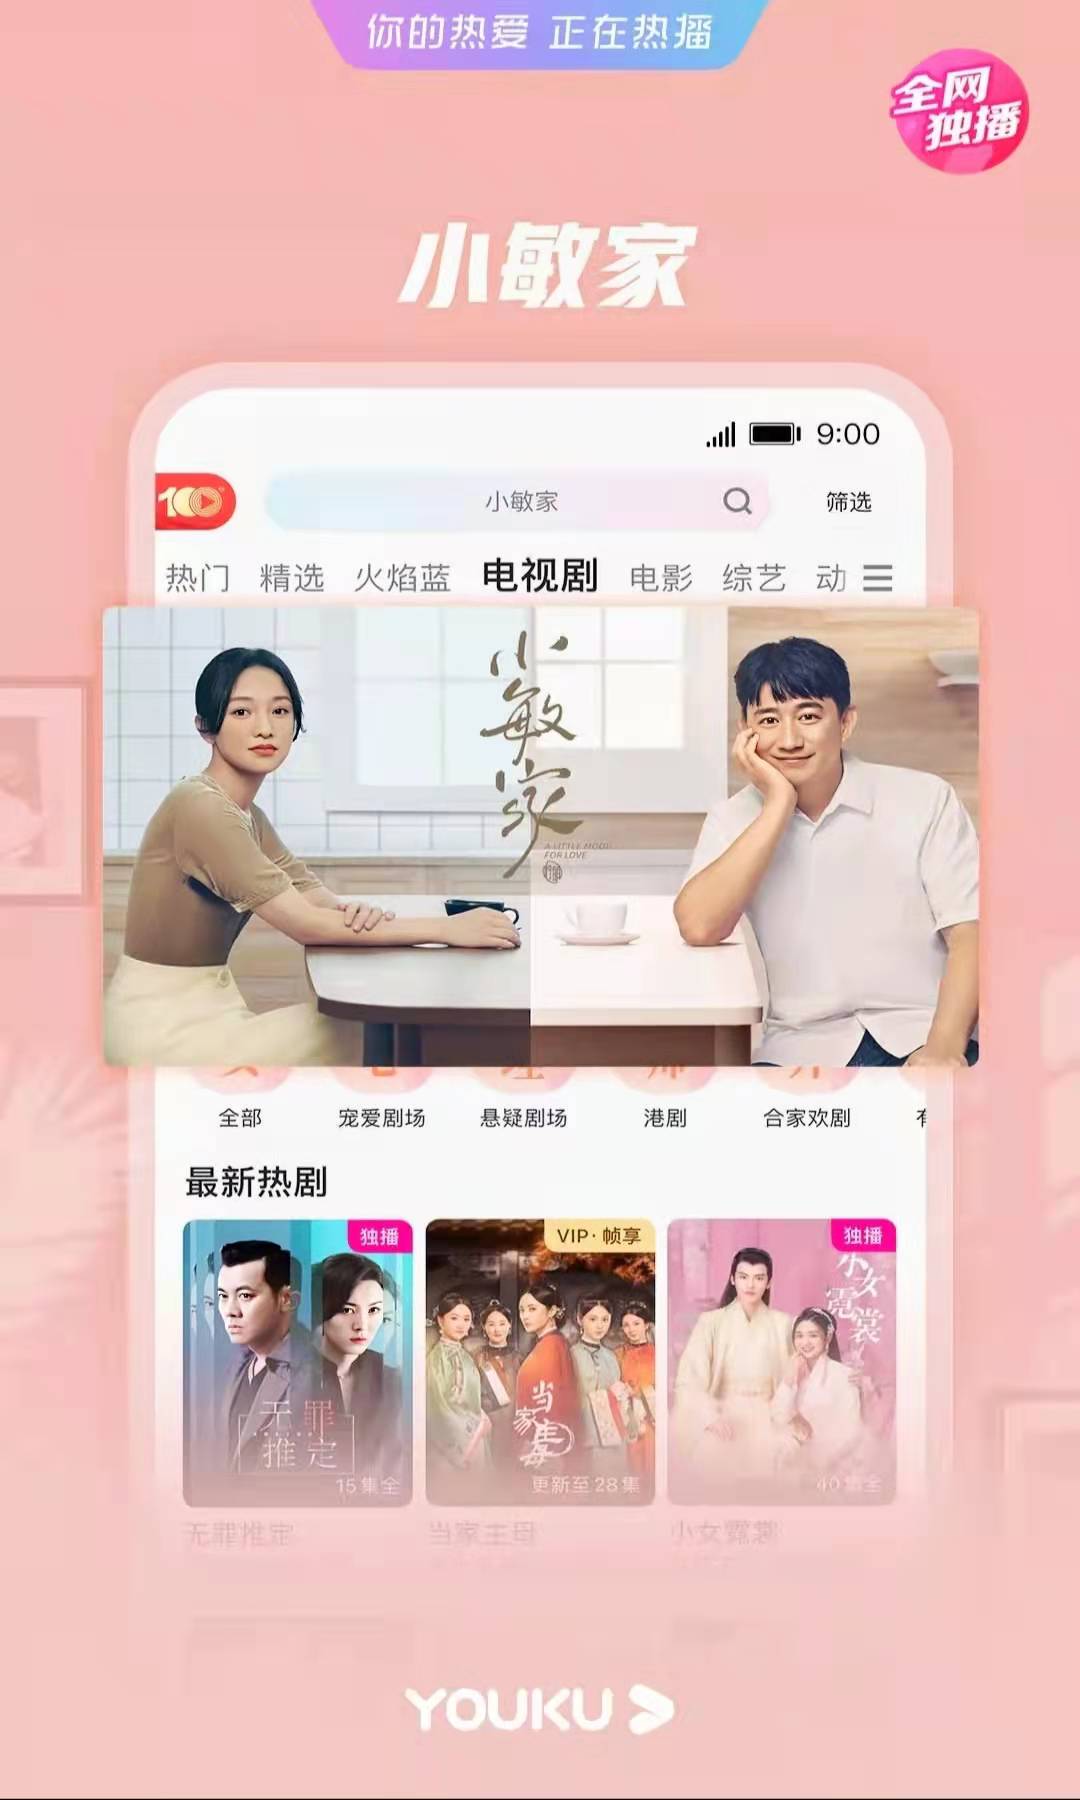 你的热爱 正在热播
全网
独播
小敏家
9:00
100
小敏家
筛选
热门 精选 火焰蓝 电视剧 电影 综艺 动
小敏家
A LITTLE MOOD
FOR LOVE
全部 宠爱剧场 悬疑剧场 港剧 合家欢剧
最新热剧
独播
无罪
推定
15集全
无罪推定
VIP·帧享
当家主母
更新至28集
当家主母
独播
小女霓裳
40集全
小女霓裳
YOUKU